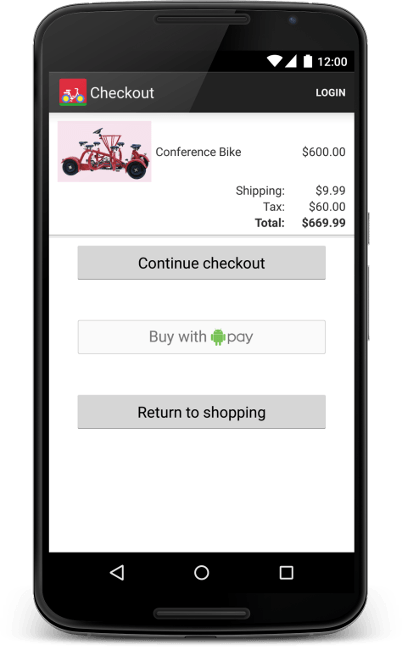 12:00
Checkout LOGIN
Conference Bike $600.00
Shipping: $9.99
Tax: $60.00
Total: $669.99
Continue checkout
Buy with pay
Return to shopping